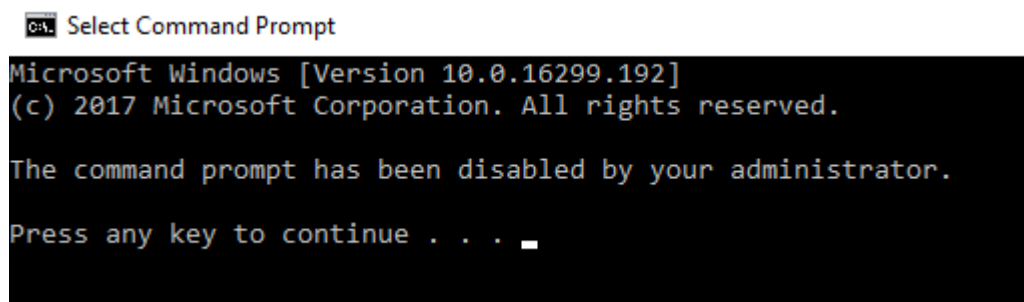 Select Command Prompt
Microsoft Windows [Version 10.0.16299.192]
(c) 2017 Microsoft Corporation. All rights reserved.
The command prompt has been disabled by your administrator.
Press any key to continue . . .